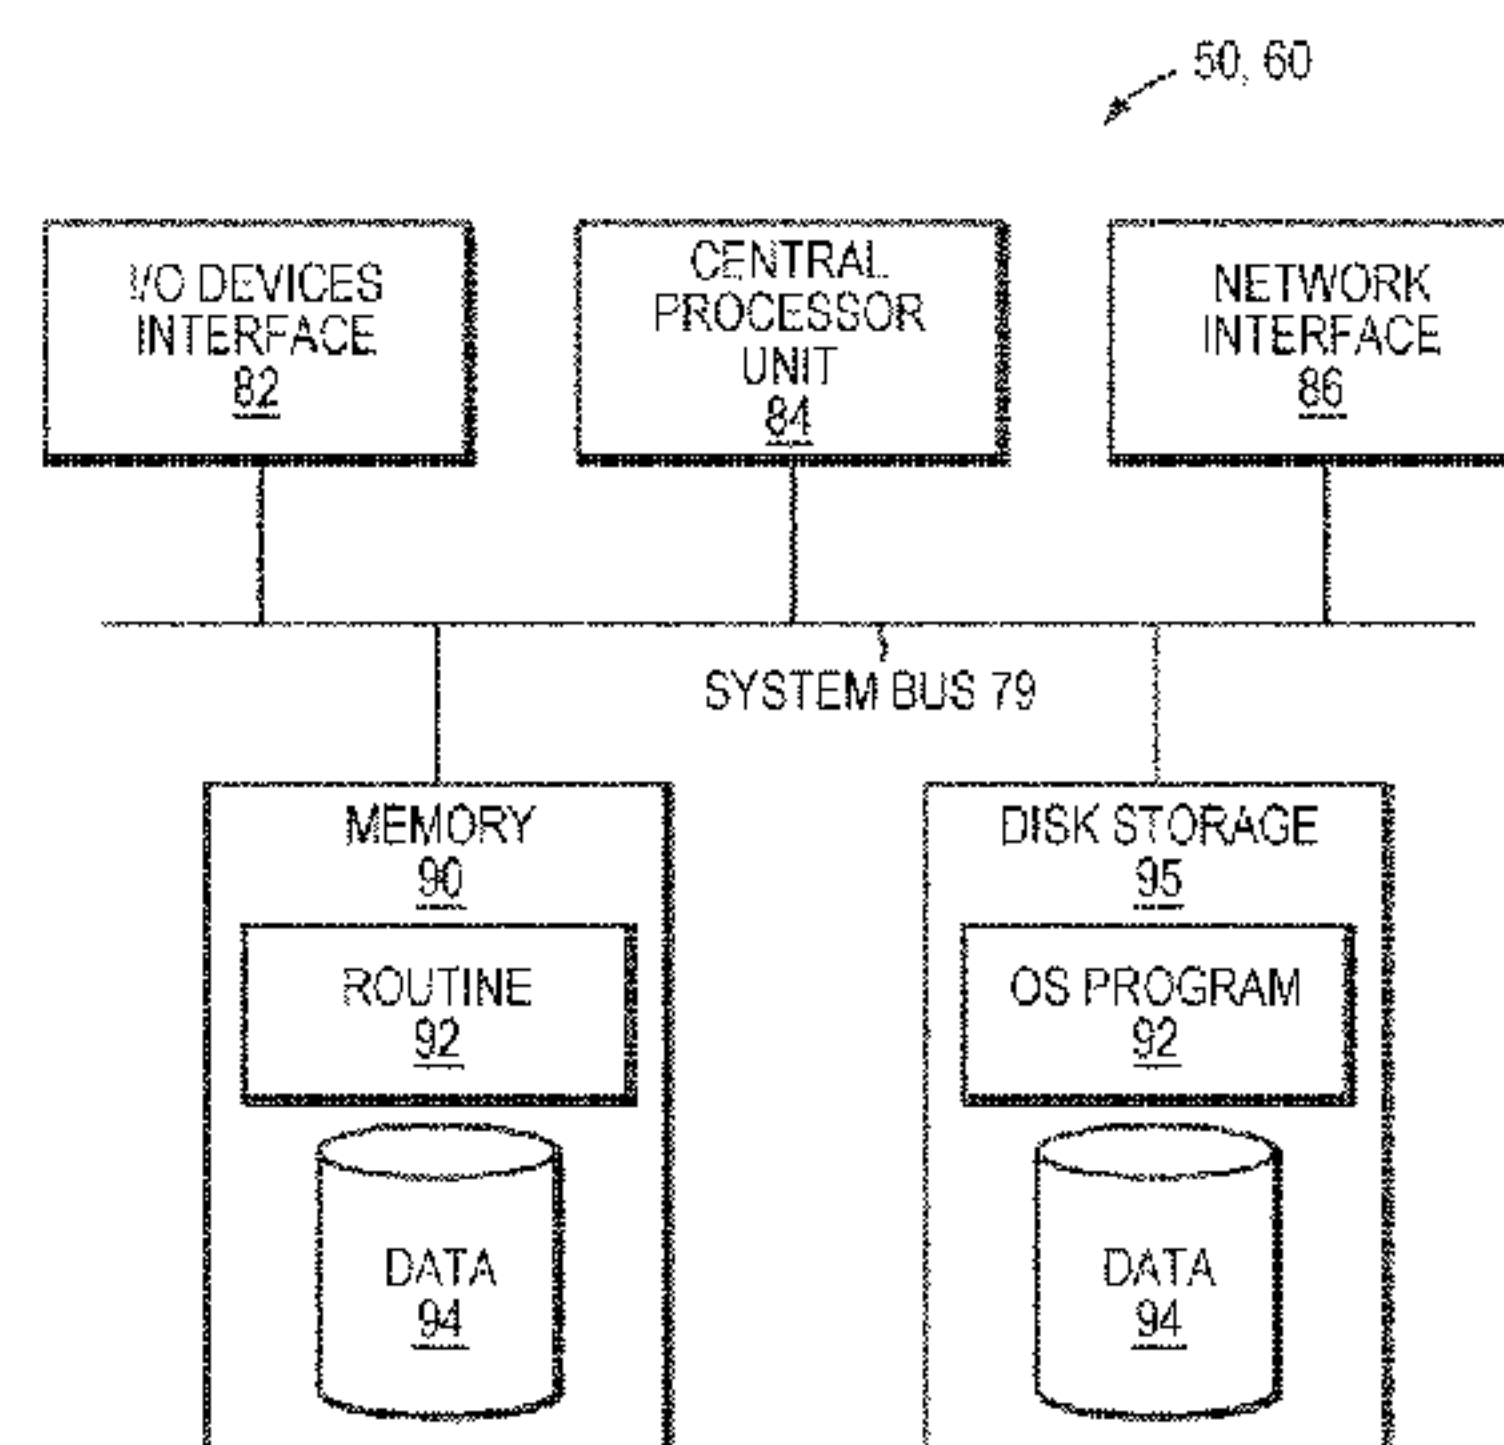 50, 60
I/O DEVICES
INTERFACE
82
CENTRAL
PROCESSOR
UNIT
84
NETWORK
INTERFACE
86
SYSTEM BUS 79
MEMORY
90
ROUTINE
92
DATA
94
DISK STORAGE
95
OS PROGRAM
92
DATA
94